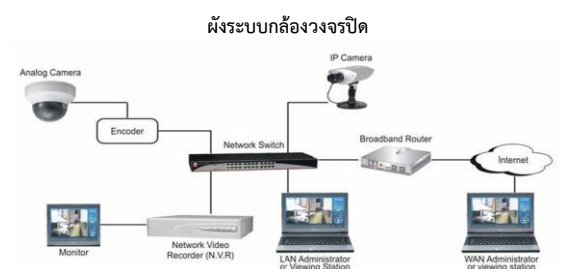 ผังระบบกล้องวงจรปิด
IP Camera
Analog Camera
Encoder
Network Switch
Broadband Router
Internet
Monitor
Network Video
Recorder (N.V.R)
LAN Administrator
or Viewing Station
WAN Administrator
or viewing station